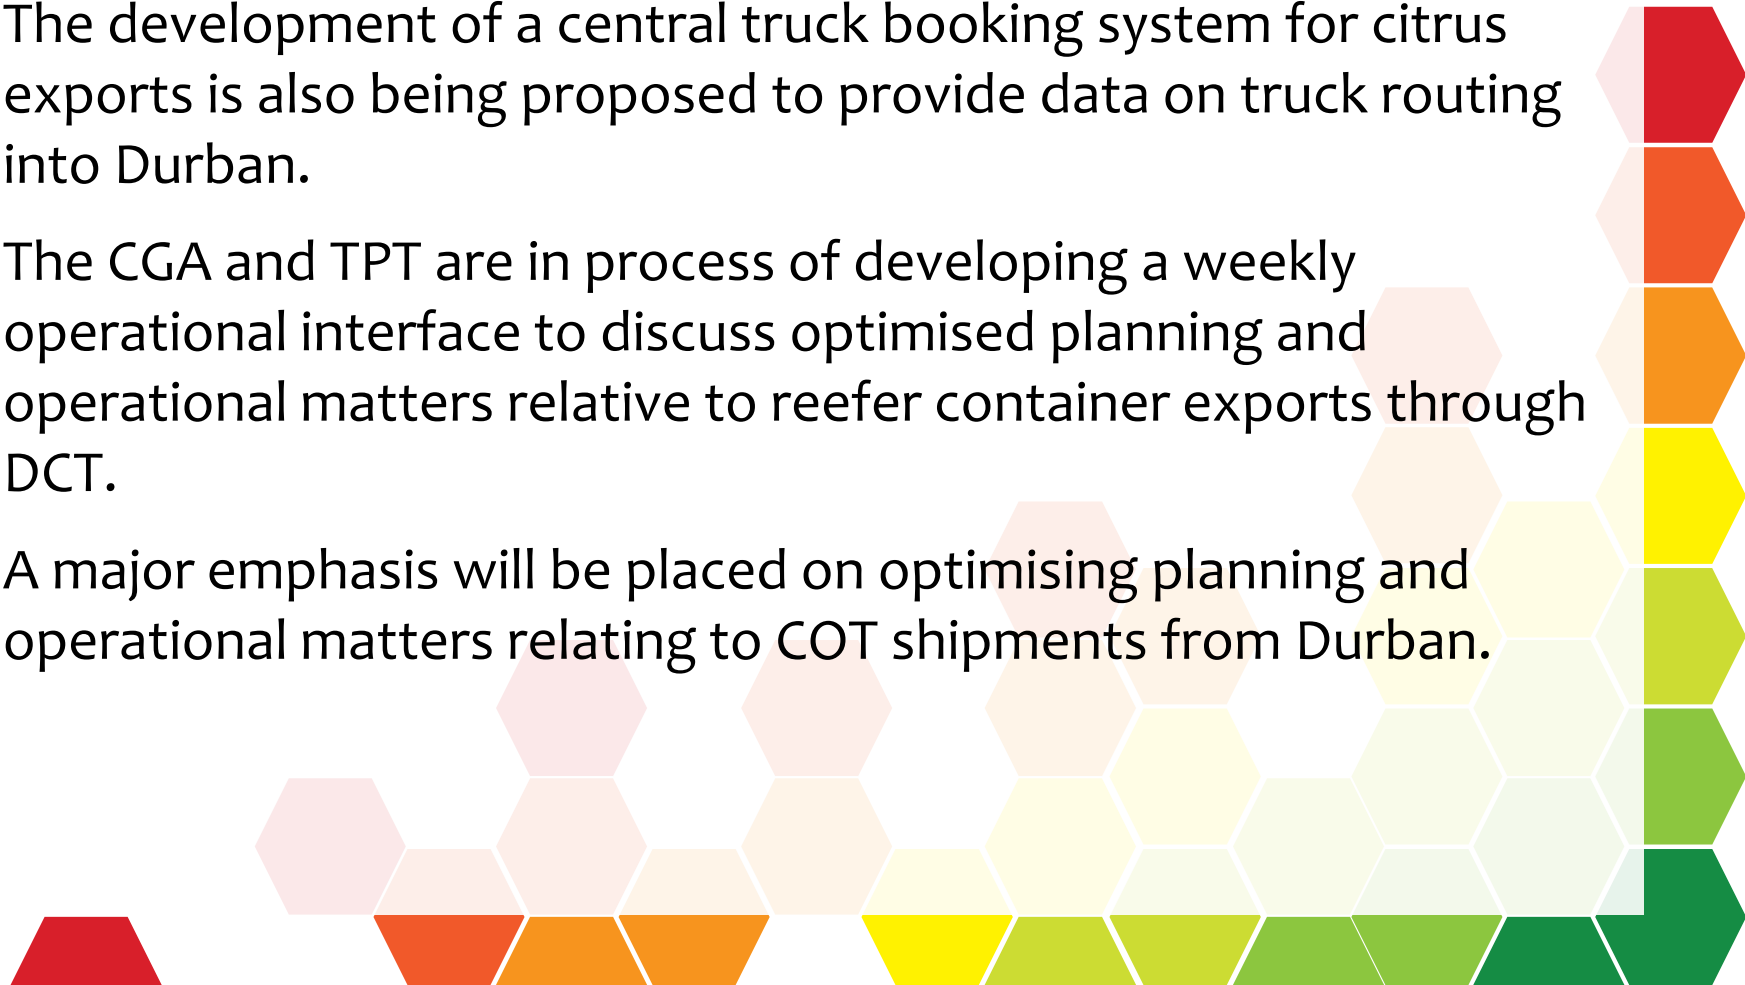 The development of a central truck booking system for citrus
exports is also being proposed to provide data on truck routing
into Durban.
The CGA and TPT are in process of developing a weekly
operational interface to discuss optimised planning and
operational matters relative to reefer container exports through
DCT.
A major emphasis will be placed on optimising planning and
operational matters relating to COT shipments from Durban.